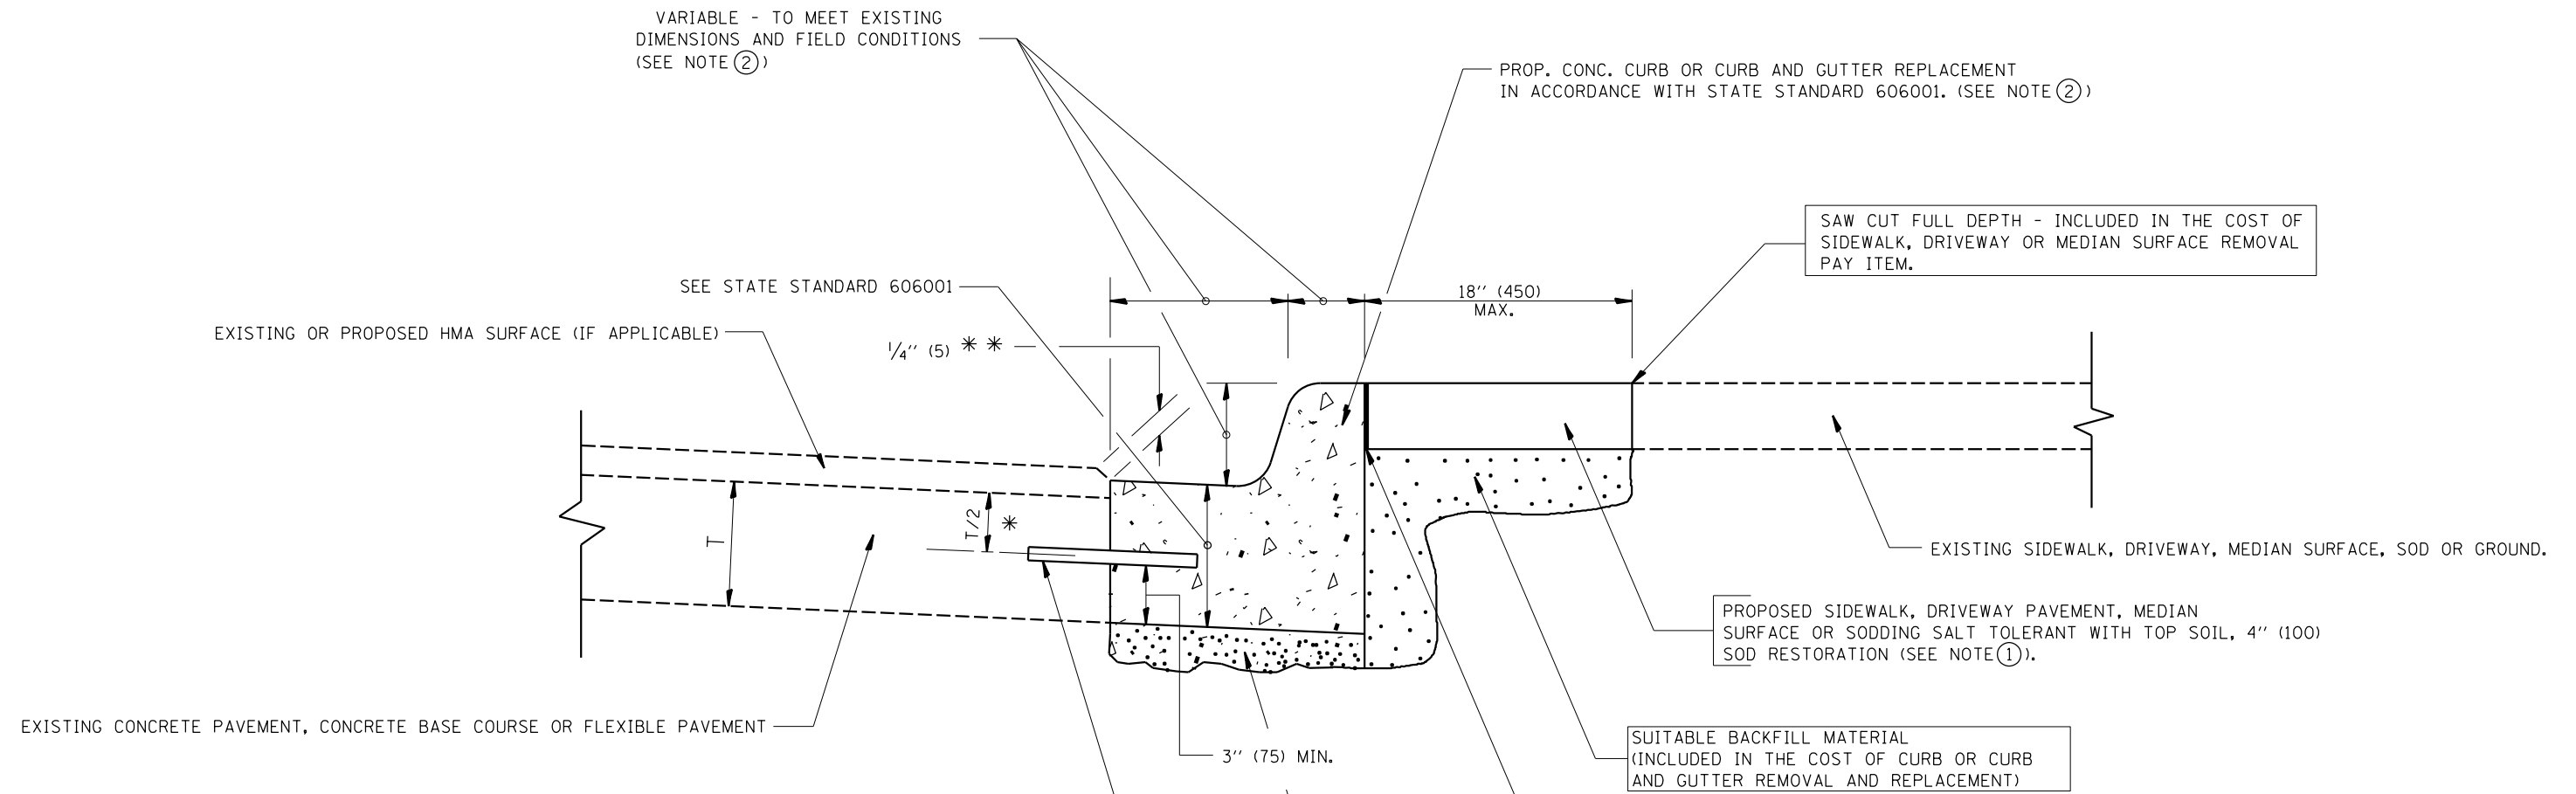 VARIABLE - TO MEET EXISTING
DIMENSIONS AND FIELD CONDITIONS
(SEE NOTE 2)
PROP. CONC. CURB OR CURB AND GUTTER REPLACEMENT
IN ACCORDANCE WITH STATE STANDARD 606001. (SEE NOTE 2)
SAW CUT FULL DEPTH - INCLUDED IN THE COST OF
SIDEWALK, DRIVEWAY OR MEDIAN SURFACE REMOVAL
PAY ITEM.
SEE STATE STANDARD 606001
18'' (450)
MAX.
EXISTING OR PROPOSED HMA SURFACE (IF APPLICABLE)
1/4'' (5) * *
T
T/2 *
EXISTING SIDEWALK, DRIVEWAY, MEDIAN SURFACE, SOD OR GROUND.
PROPOSED SIDEWALK, DRIVEWAY PAVEMENT, MEDIAN
SURFACE OR SODDING SALT TOLERANT WITH TOP SOIL, 4'' (100)
SOD RESTORATION (SEE NOTE 1).
EXISTING CONCRETE PAVEMENT, CONCRETE BASE COURSE OR FLEXIBLE PAVEMENT
3'' (75) MIN.
SUITABLE BACKFILL MATERIAL
(INCLUDED IN THE COST OF CURB OR CURB
AND GUTTER REMOVAL AND REPLACEMENT)